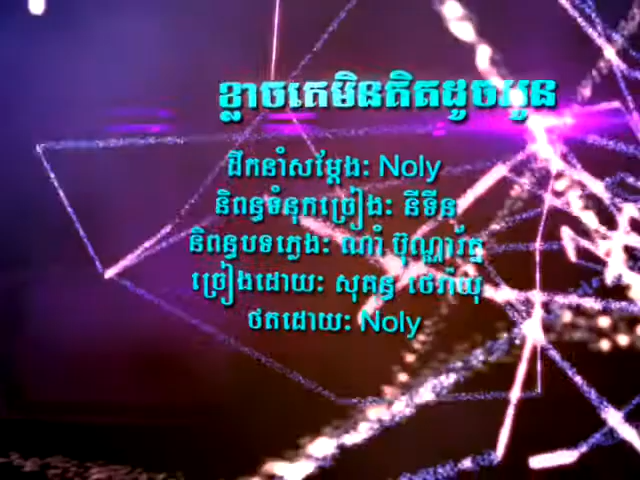 ខ្លាចគេមិនគិតដូចអូន
ដឹកនាំសម្ដែង: Noly
និពន្ធទំនុកច្រៀង: នីទីន
និពន្ធបទភ្លេង: ណាំ ប៊ុណ្ណារ័ត្ន
ច្រៀងដោយ: សុគន្ធ ថេរ៉ាយុ
ថតដោយ: Noly